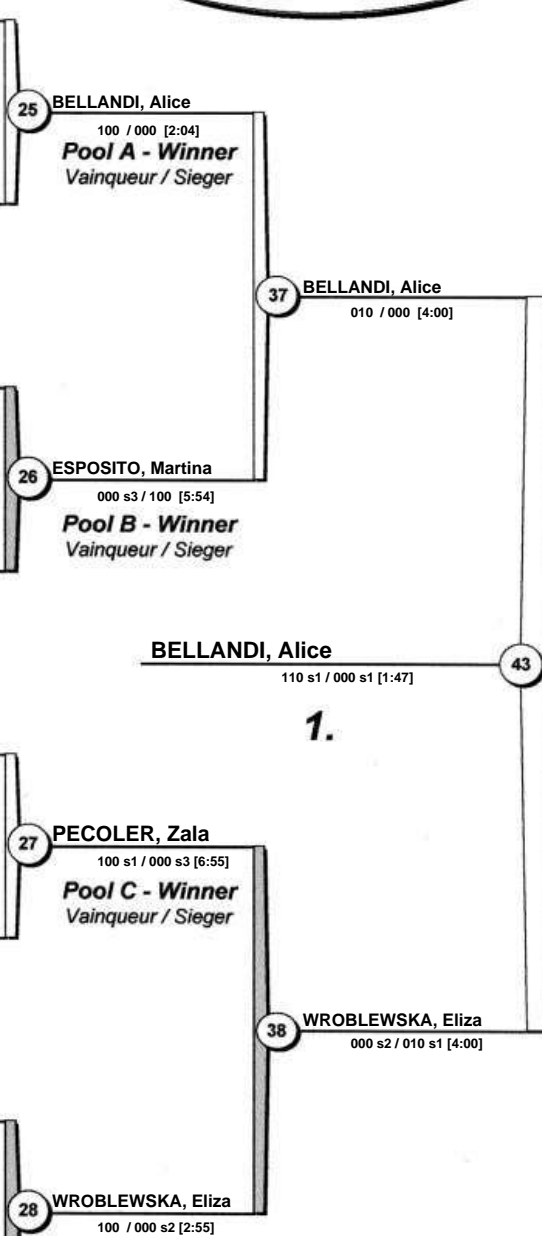 25 BELLANDI, Alice
100 / 000 [2:04]
Pool A - Winner
Vainqueur / Sieger
37 BELLANDI, Alice
010 / 000 [4:00]
26 ESPOSITO, Martina
000 s3 / 100 [5:54]
Pool B - Winner
Vainqueur / Sieger
BELLANDI, Alice
43
110 s1 / 000 s1 [1:47]
1.
27 PECOLER, Zala
100 s1 / 000 s3 [6:55]
Pool C - Winner
Vainqueur / Sieger
38 WROBLEWSKA, Eliza
000 s2 / 010 s1 [4:00]
28 WROBLEWSKA, Eliza
100 / 000 s2 [2:55]